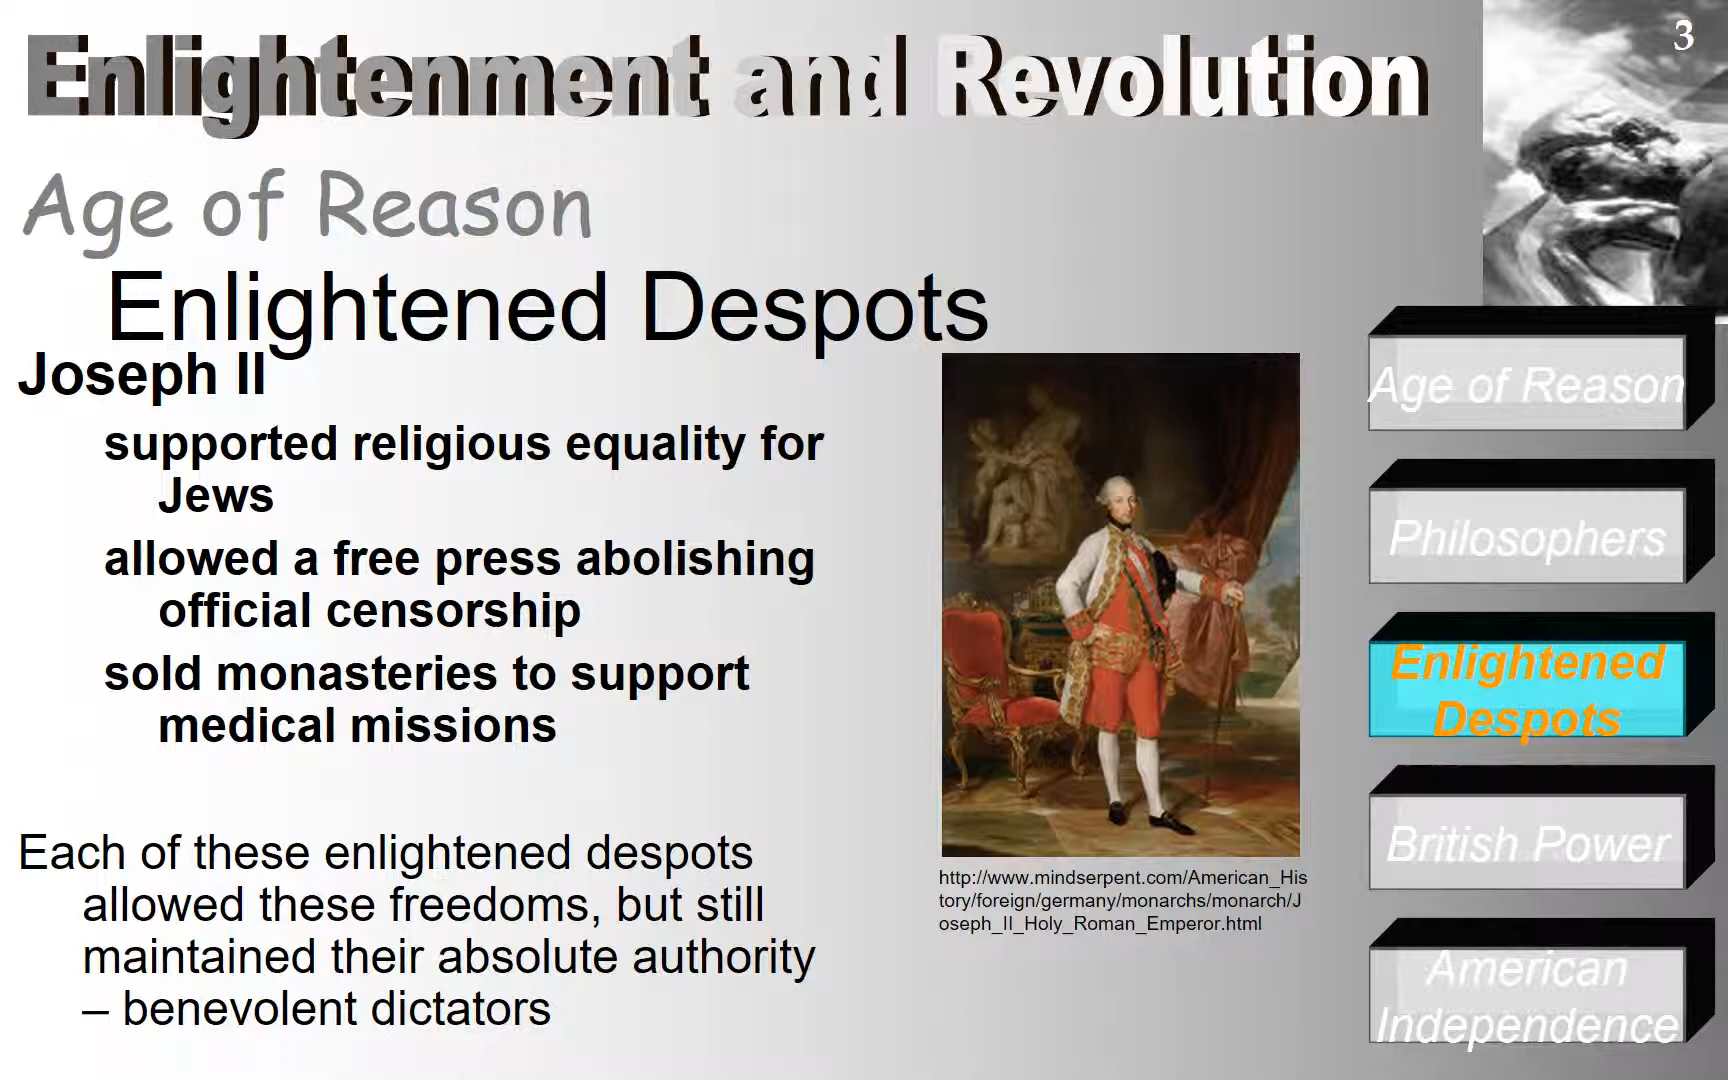 Enlightenment and Revolution
3
Age of Reason
Enlightened Despots
Joseph II
supported religious equality for
Jews
allowed a free press abolishing
official censorship
sold monasteries to support
medical missions
Each of these enlightened despots
allowed these freedoms, but still
maintained their absolute authority
– benevolent dictators
http://www.mindserpent.com/American_His
tory/foreign/germany/monarchs/monarch/J
oseph_II_Holy_Roman_Emperor.html
Age of Reason
Philosophers
Enlightened
Despots
British Power
American
Independence